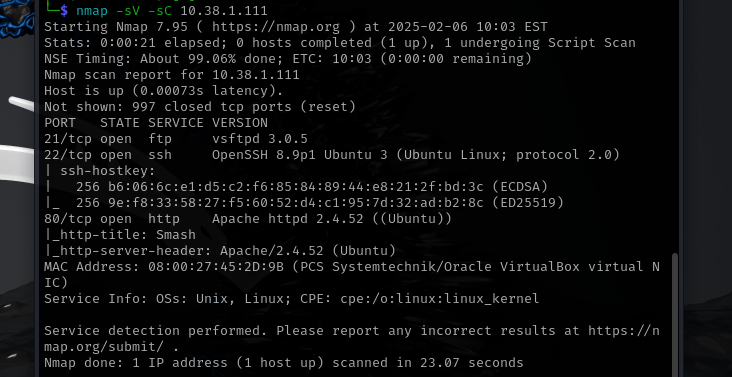 └─$ nmap -sV -sC 10.38.1.111
Starting Nmap 7.95 ( https://nmap.org ) at 2025-02-06 10:03 EST
Stats: 0:00:21 elapsed; 0 hosts completed (1 up), 1 undergoing Script Scan
NSE Timing: About 99.06% done; ETC: 10:03 (0:00:00 remaining)
Nmap scan report for 10.38.1.111
Host is up (0.00073s latency).
Not shown: 997 closed tcp ports (reset)
PORT   STATE SERVICE VERSION
21/tcp open  ftp     vsftpd 3.0.5
22/tcp open  ssh     OpenSSH 8.9p1 Ubuntu 3 (Ubuntu Linux; protocol 2.0)
| ssh-hostkey:
|   256 b6:06:6c:e1:d5:c2:f6:85:84:89:44:e8:21:2f:bd:3c (ECDSA)
|_  256 9e:f8:33:58:27:f5:60:52:d4:c1:95:7d:32:ad:b2:8c (ED25519)
80/tcp open  http    Apache httpd 2.4.52 ((Ubuntu))
|_http-title: Smash
|_http-server-header: Apache/2.4.52 (Ubuntu)
MAC Address: 08:00:27:45:2D:9B (PCS Systemtechnik/Oracle VirtualBox virtual N
IC)
Service Info: OSs: Unix, Linux; CPE: cpe:/o:linux:linux_kernel

Service detection performed. Please report any incorrect results at https://n
map.org/submit/ .
Nmap done: 1 IP address (1 host up) scanned in 23.07 seconds